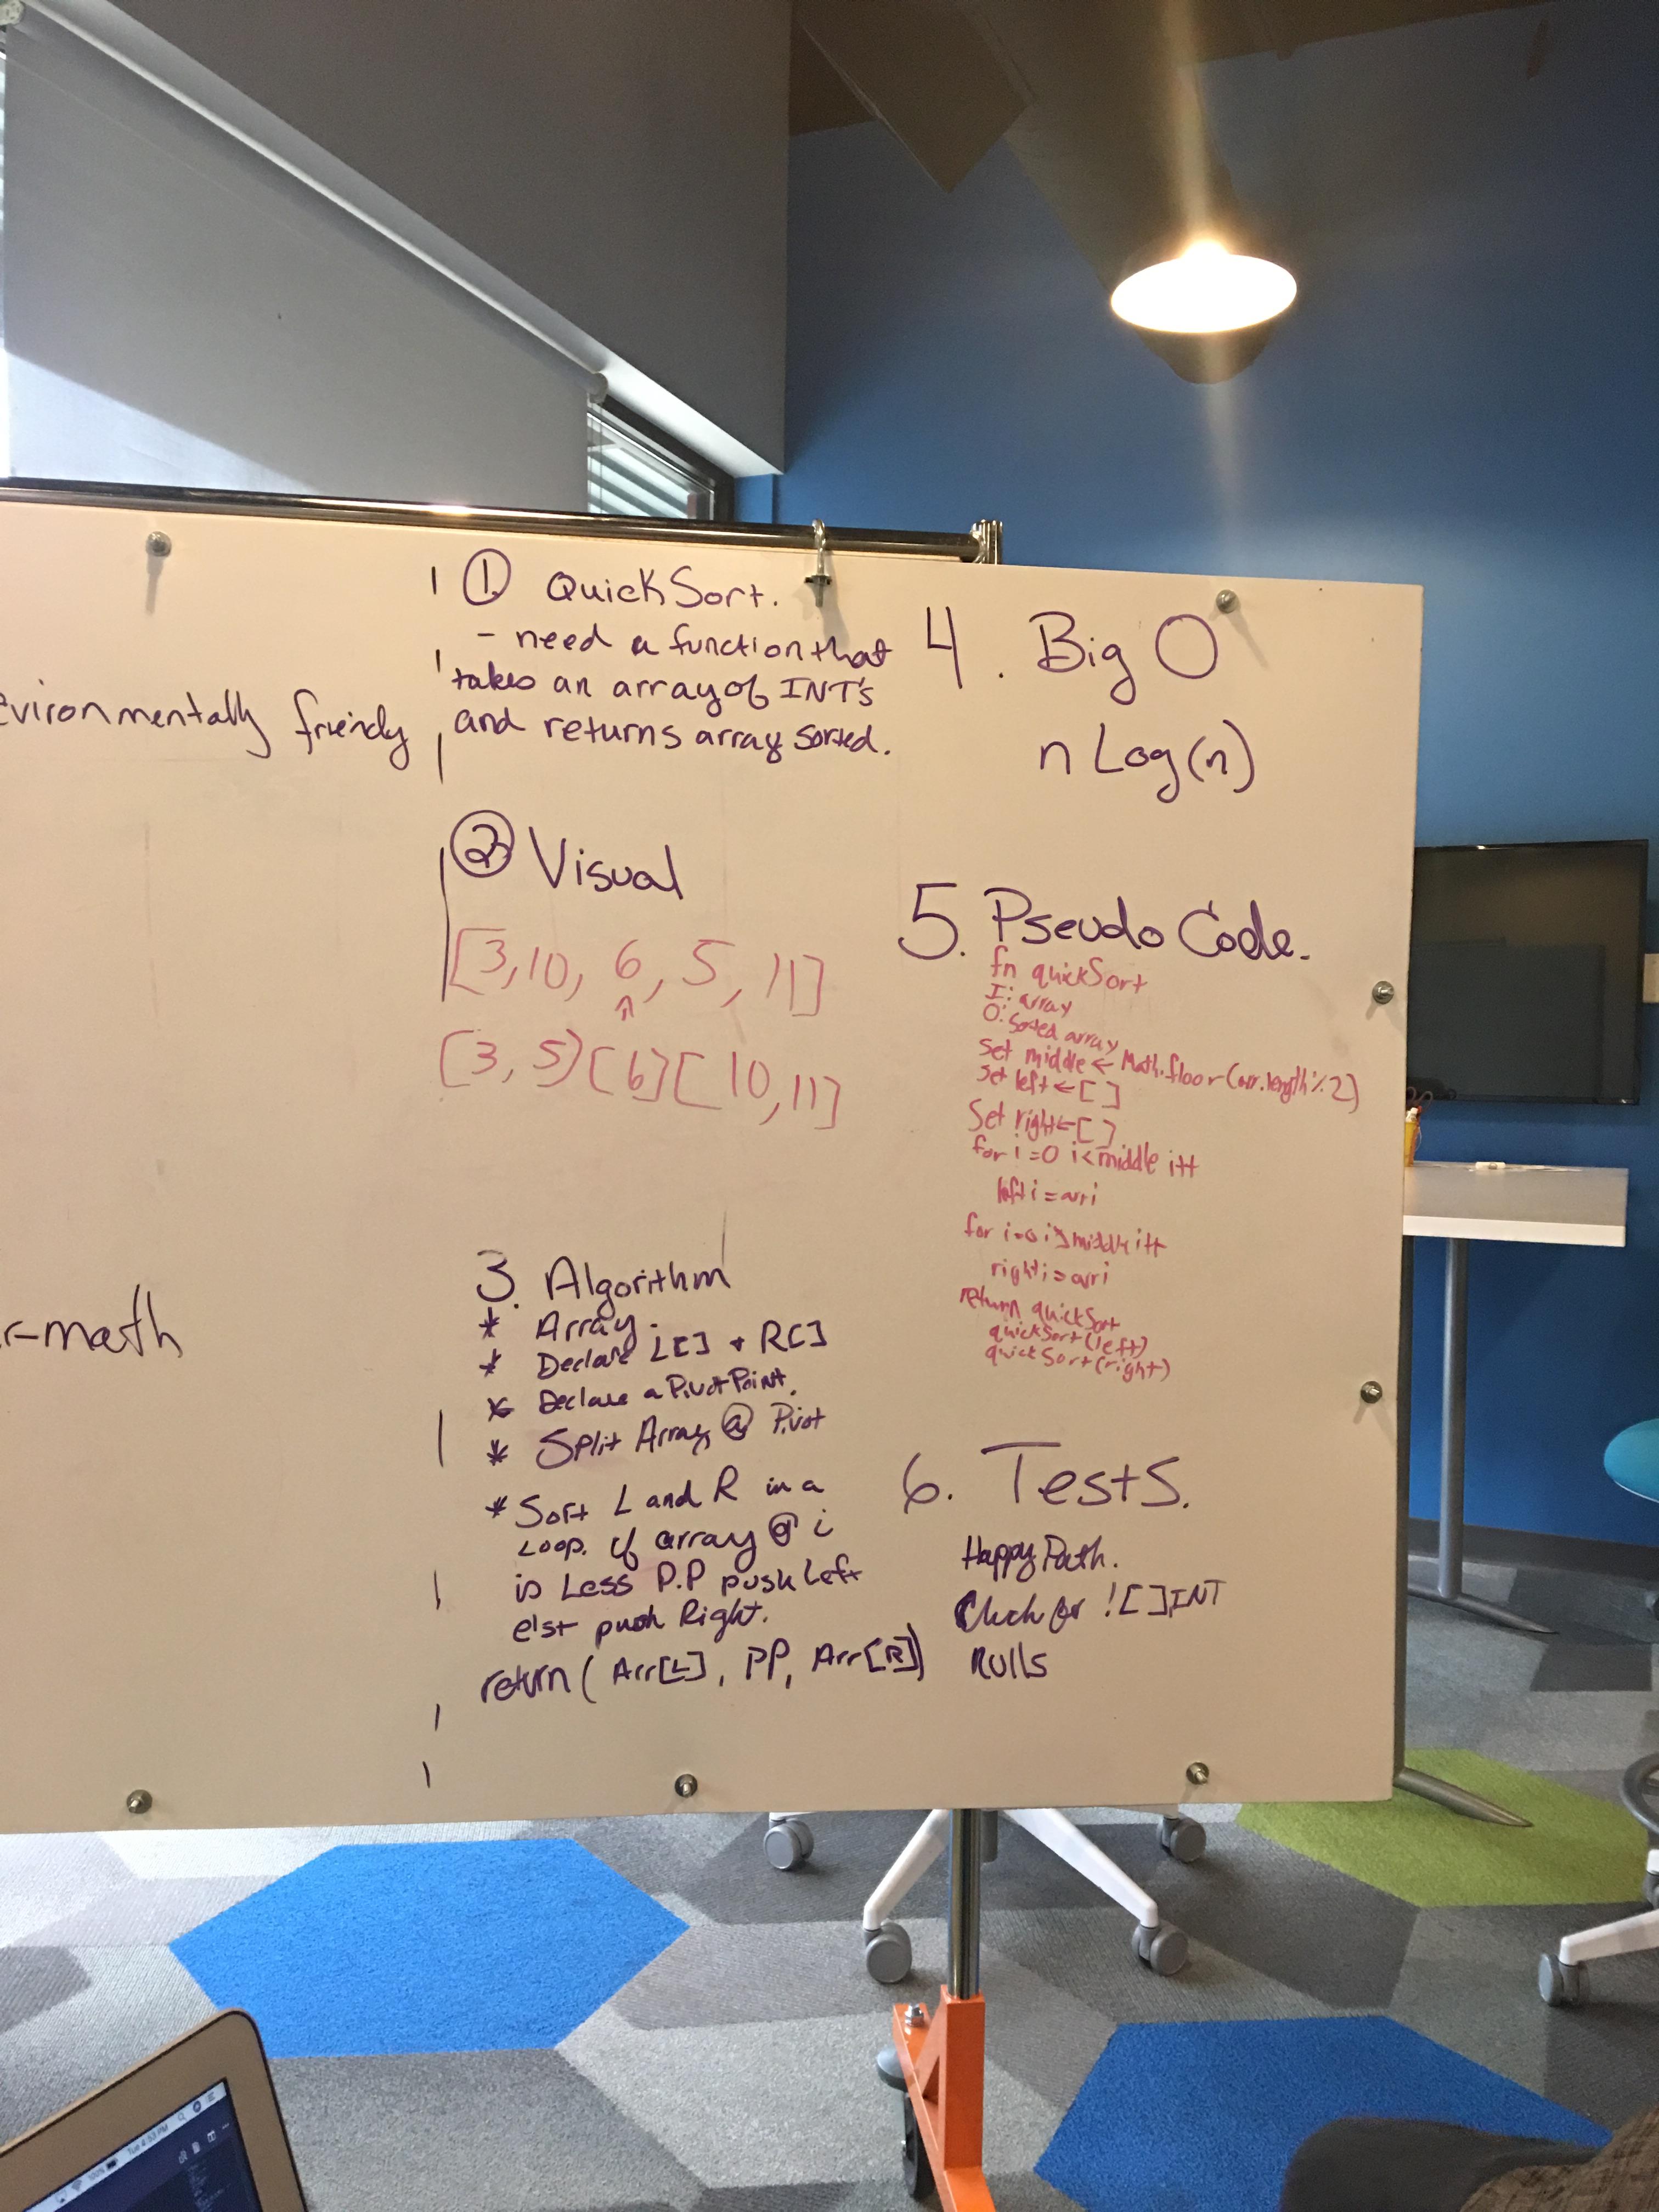 evironmentally friendly
r-math
1. QuickSort.
- need a function that
takes an array of INT's
and returns array sorted.
2 Visual
[3, 10, 6, 5, 11]
^
[3, 5] [6] [10, 11]
3. Algorithm
* Array.
* Declare L[] + R[]
* Declare a Pivot Point.
* Split Array @ Pivot
* Sort L and R in a
Loop. if array @ i
is Less P.P push Left
else push Right.
return (Arr[L], PP, Arr[R])
4. Big O
n Log(n)
5. Pseudo Code.
fn quickSort
I: array
O: Sorted array
Set middle ← Math.floor(arr.length % 2)
Set left ← [ ]
Set right ← [ ]
for i=0 i<middle i++
left i = arr i
for i=0 i>middle i++
right i = arr i
return quickSort
quickSort(left)
quickSort(right)
6. Tests.
Happy Path.
Check for ![ ]INT
Nulls
Tue 4:53 PM